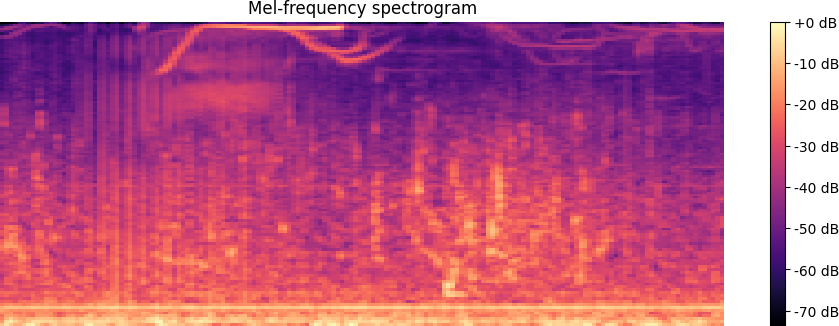 Mel-frequency spectrogram
+0 dB
-10 dB
-20 dB
-30 dB
-40 dB
-50 dB
-60 dB
-70 dB